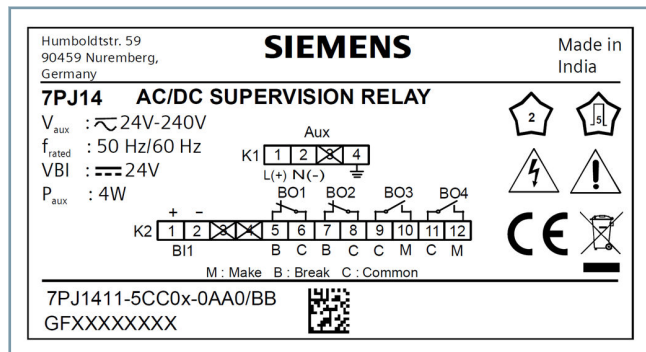 Humboldtstr. 59
90459 Nuremberg,
Germany
SIEMENS
Made in
India
7PJ14 AC/DC SUPERVISION RELAY
Vaux : 24V-240V
frated : 50 Hz/60 Hz
VBI : 24V
Paux : 4W
2
5
Aux
K1 1 2 3 4
L(+) N(-)
BO1 BO2 BO3 BO4
+ -
K2 1 2 3 4 5 6 7 8 9 10 11 12
BI1 B C B C C M C M
M : Make B : Break C : Common
CE
7PJ1411-5CC0x-0AA0/BB
GFXXXXXXXX